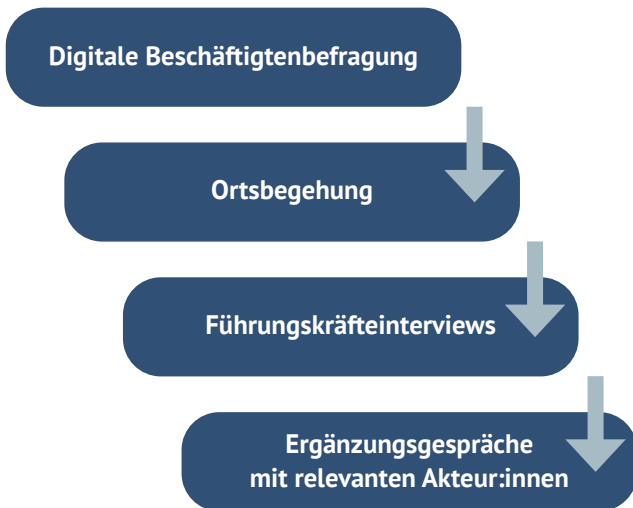 Digitale Beschäftigtenbefragung
Ortsbegehung
Führungskräfteinterviews
Ergänzungsgespräche
mit relevanten Akteur:innen